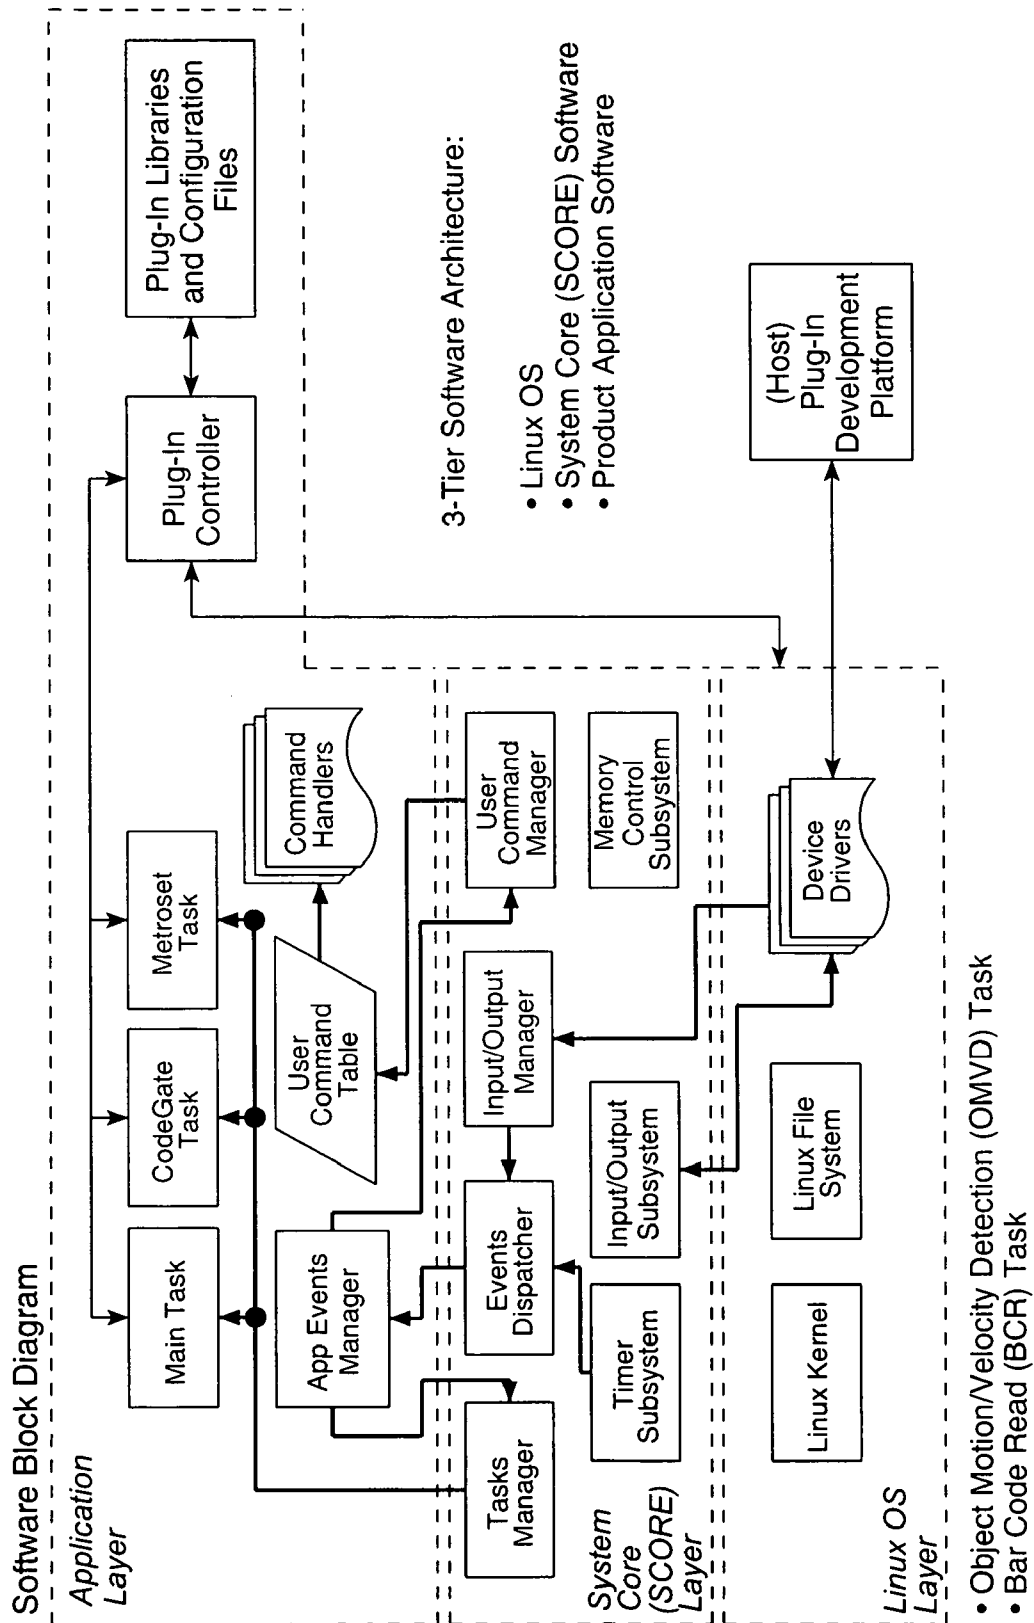 Software Block Diagram
Application
Layer
Main Task
CodeGate
Task
Metroset
Task
Plug-In
Controller
Plug-In Libraries
and Configuration
Files
App Events
Manager
User
Command
Table
Command
Handlers
3-Tier Software Architecture:
• Linux OS
• System Core (SCORE) Software
• Product Application Software
Tasks
Manager
Events
Dispatcher
Input/Output
Manager
User
Command
Manager
System
Core
(SCORE)
Layer
Timer
Subsystem
Input/Output
Subsystem
Memory
Control
Subsystem
Linux OS
Layer
Linux Kernel
Linux File
System
Device
Drivers
(Host)
Plug-In
Development
Platform
• Object Motion/Velocity Detection (OMVD) Task
• Bar Code Read (BCR) Task